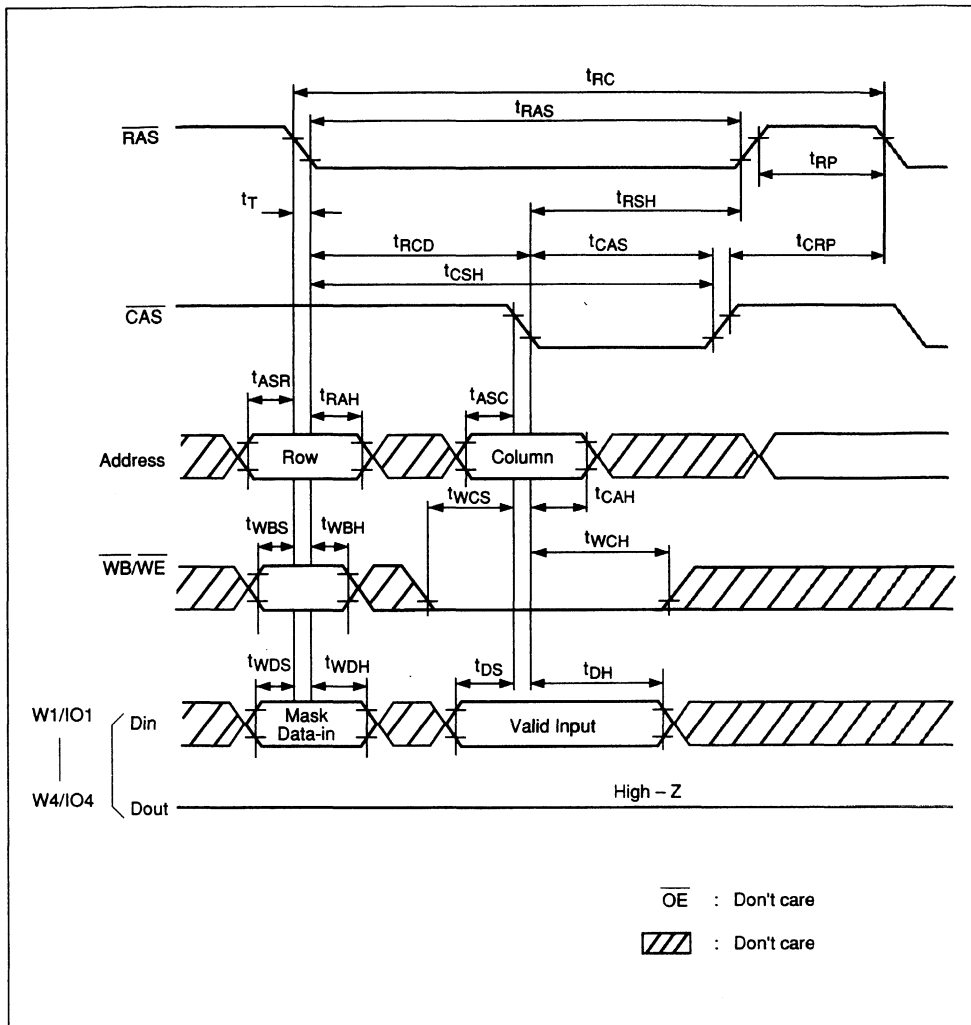 tRC
tRAS
RAS
tRP
tT
tRSH
tRCD
tCAS
tCRP
tCSH
CAS
tASR
tRAH
tASC
Address
Row
Column
tWCS
tCAH
tWBS
tWBH
tWCH
WB/WE
tWDS
tWDH
tDS
tDH
W1/IO1
Din
Mask
Data-in
Valid Input
W4/IO4
Dout
High – Z
OE : Don't care
: Don't care